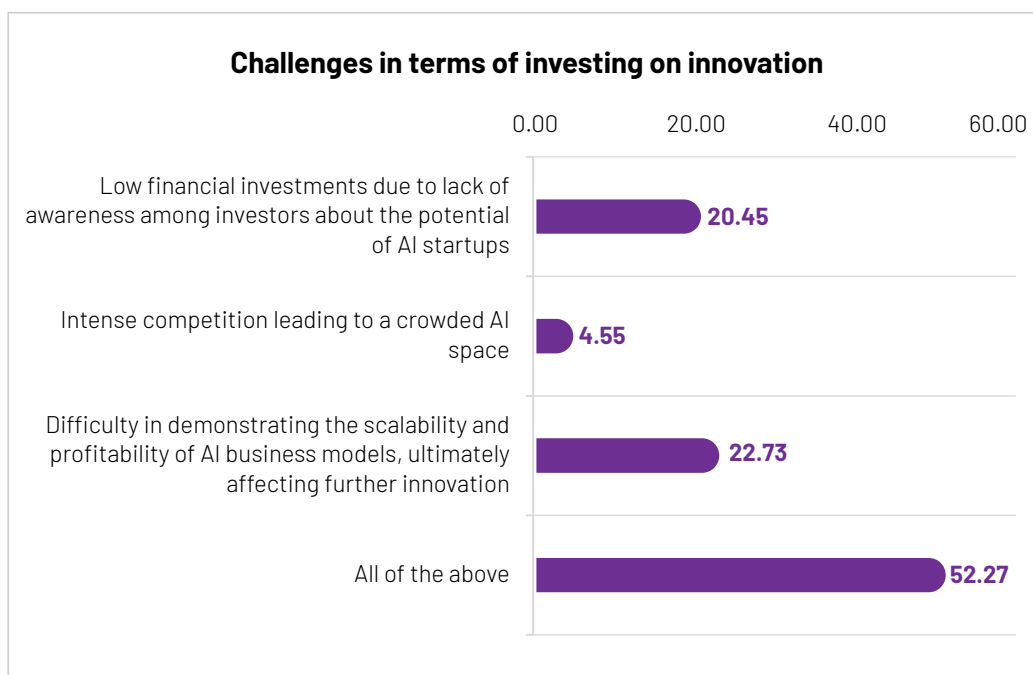 Challenges in terms of investing on innovation
0.00 20.00 40.00 60.00
Low financial investments due to lack of
awareness among investors about the potential
of AI startups
20.45
Intense competition leading to a crowded AI
space
4.55
Difficulty in demonstrating the scalability and
profitability of AI business models, ultimately
affecting further innovation
22.73
All of the above
52.27